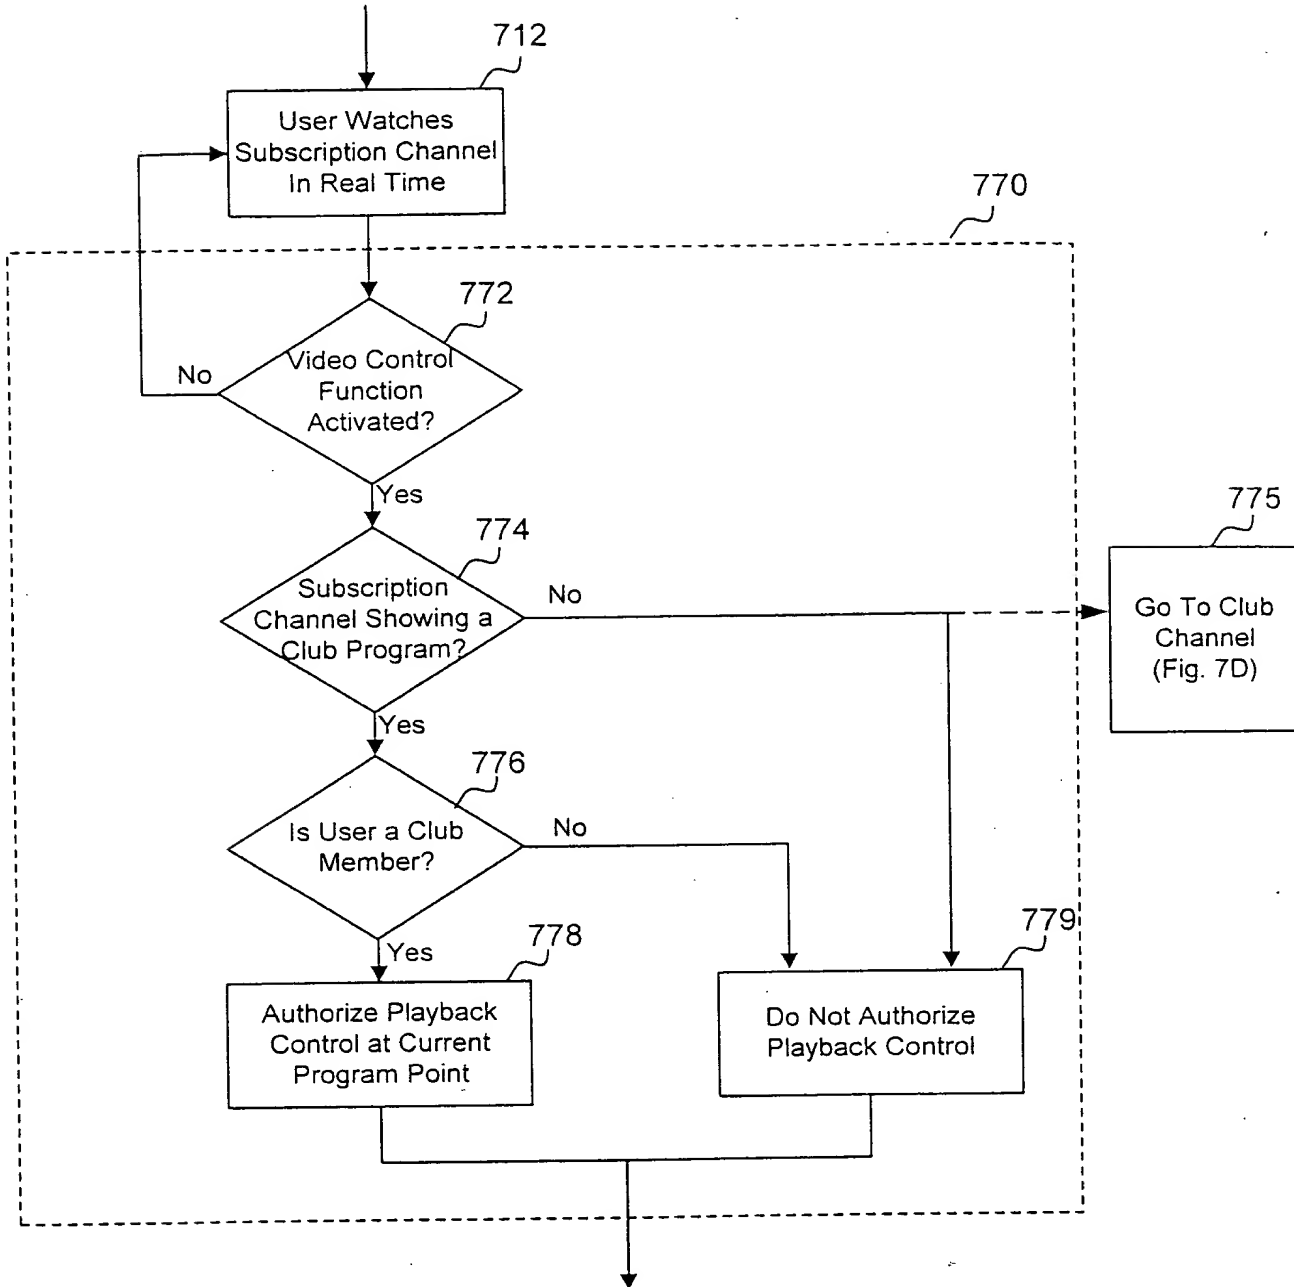 712
User Watches
Subscription Channel
In Real Time
770
772
Video Control
Function
Activated?
No
Yes
774
Subscription
Channel Showing a
Club Program?
No
775
Go To Club
Channel
(Fig. 7D)
Yes
776
Is User a Club
Member?
No
Yes
778
Authorize Playback
Control at Current
Program Point
779
Do Not Authorize
Playback Control